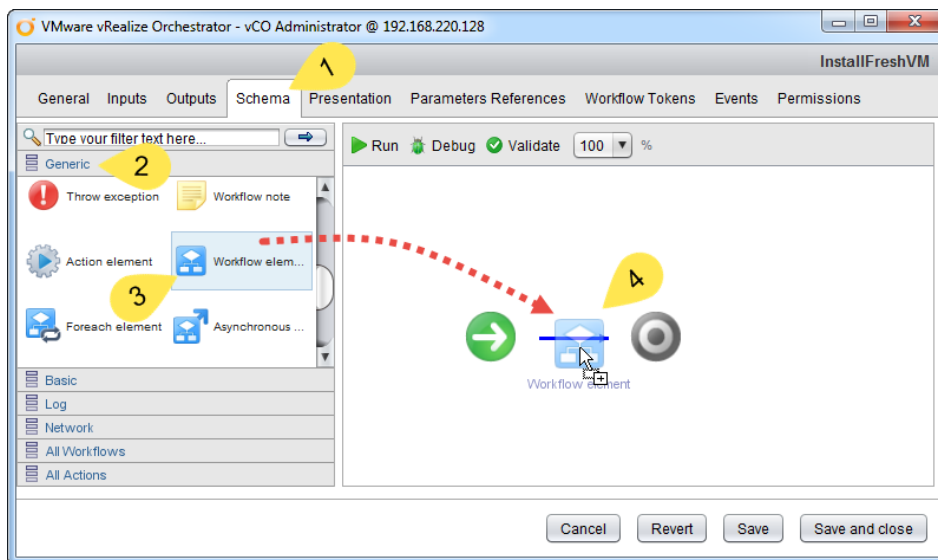 VMware vRealize Orchestrator - vCO Administrator @ 192.168.220.128
InstallFreshVM
1
General Inputs Outputs Schema Presentation Parameters References Workflow Tokens Events Permissions
Type your filter text here...
Run Debug Validate 100 %
Generic 2
Throw exception Workflow note
Action element Workflow elem...
3
4
Foreach element Asynchronous ...
Workflow element
Basic
Log
Network
All Workflows
All Actions
Cancel Revert Save Save and close